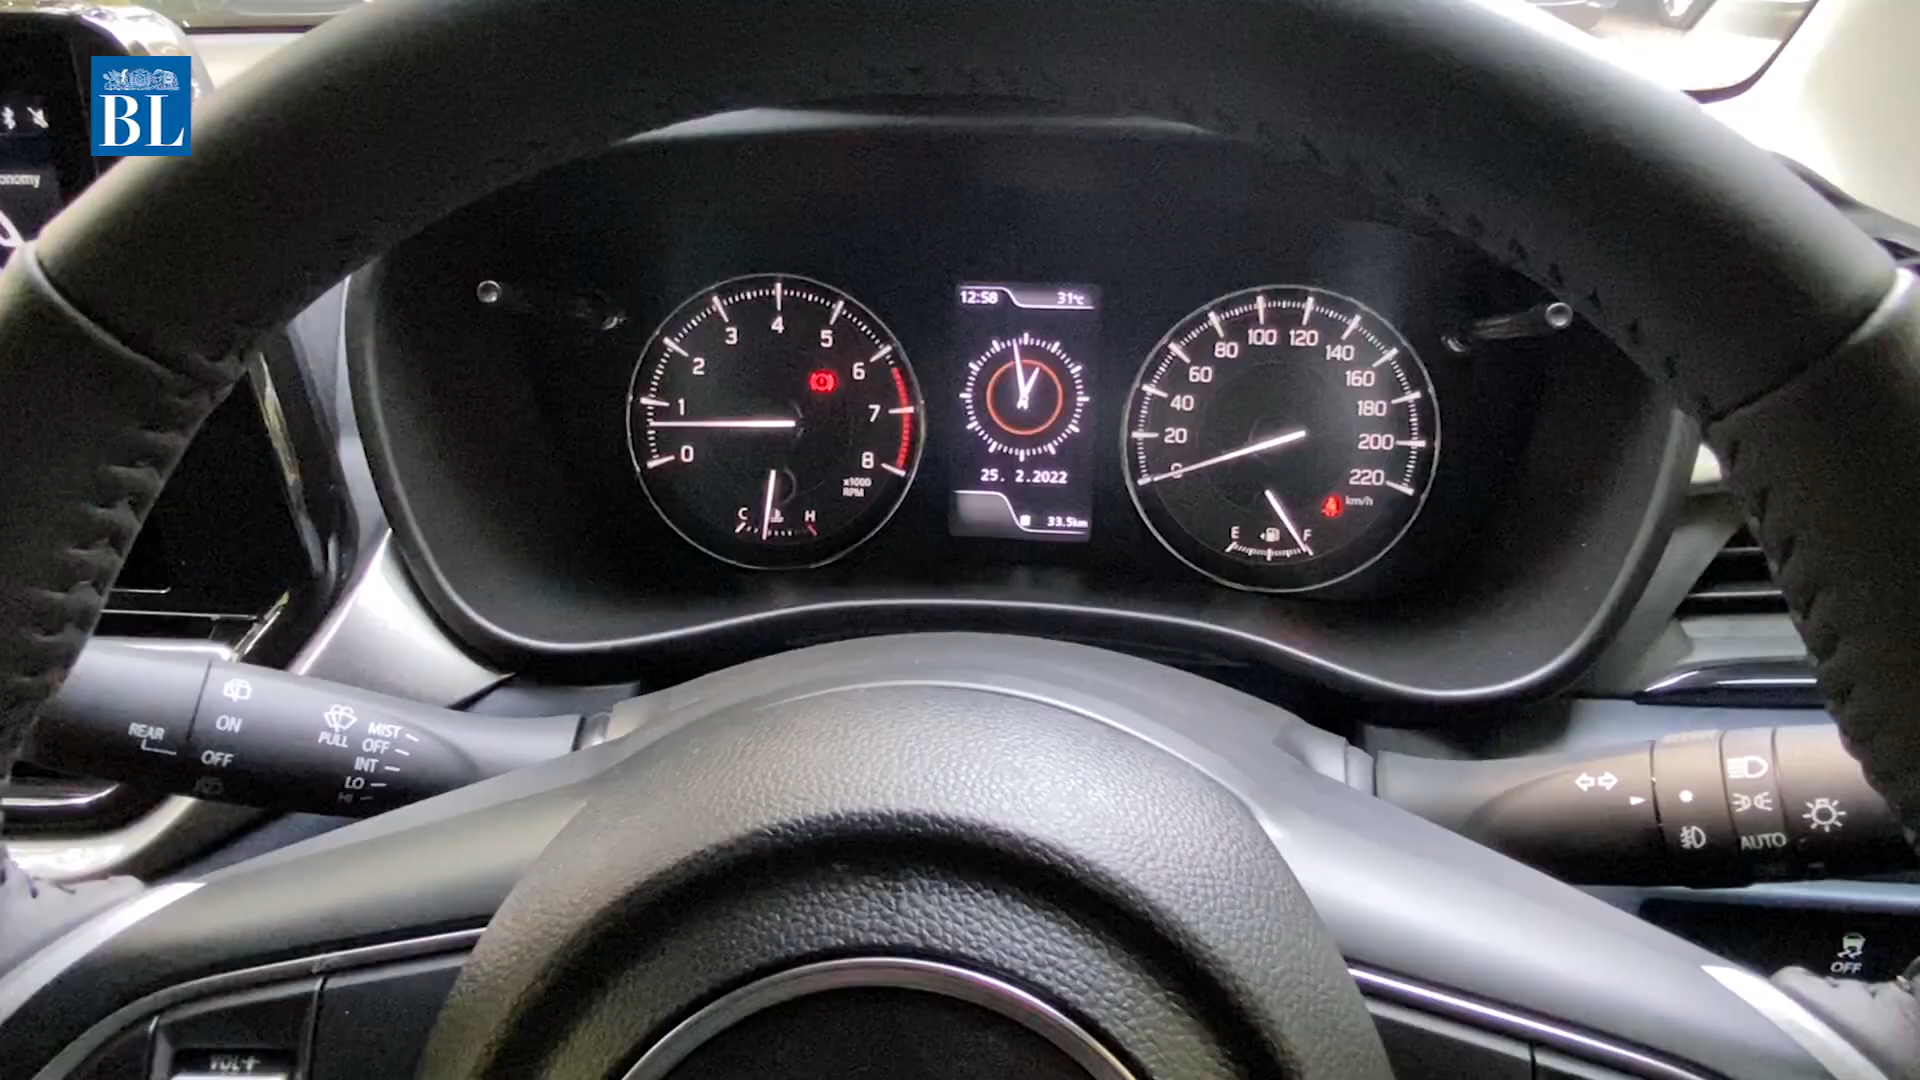 BL
onomy
12:58 31°C
25. 2.2022
33.5km
0 1 2 3 4 5 6 7 8
x1000
RPM
C H
0 20 40 60 80 100 120 140 160 180 200 220
km/h
E F
REAR
ON
OFF
PULL
MIST
OFF
INT
LO
HI
AUTO
OFF
VOL+